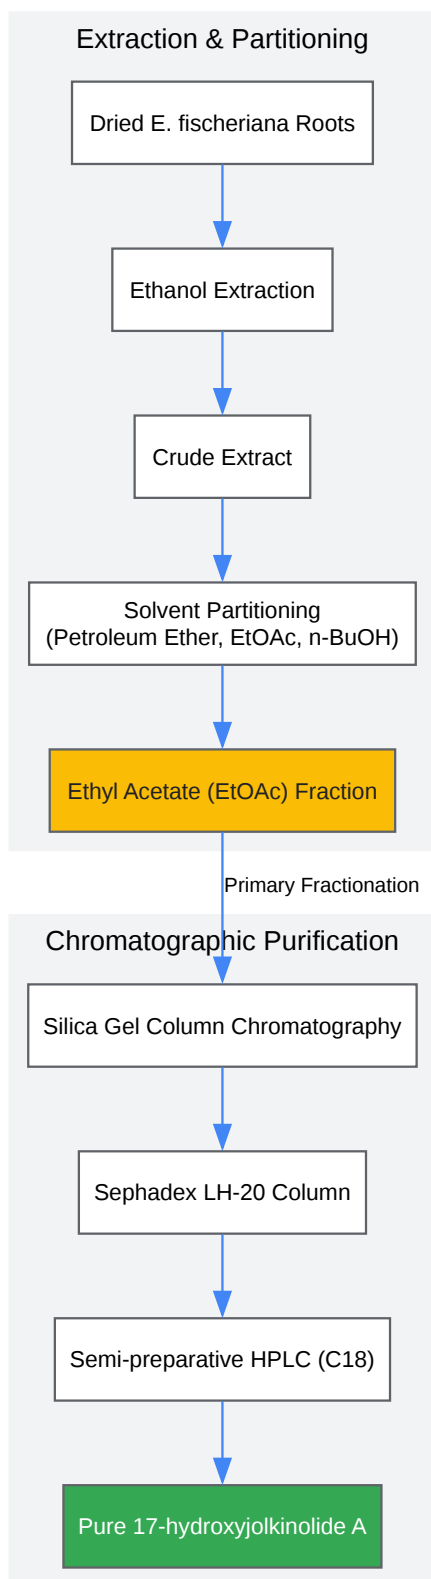 Extraction & Partitioning
Dried E. fischeriana Roots
Ethanol Extraction
Crude Extract
Solvent Partitioning
(Petroleum Ether, EtOAc, n-BuOH)
Ethyl Acetate (EtOAc) Fraction
Primary Fractionation
Chromatographic Purification
Silica Gel Column Chromatography
Sephadex LH-20 Column
Semi-preparative HPLC (C18)
Pure 17-hydroxyjolkinolide A